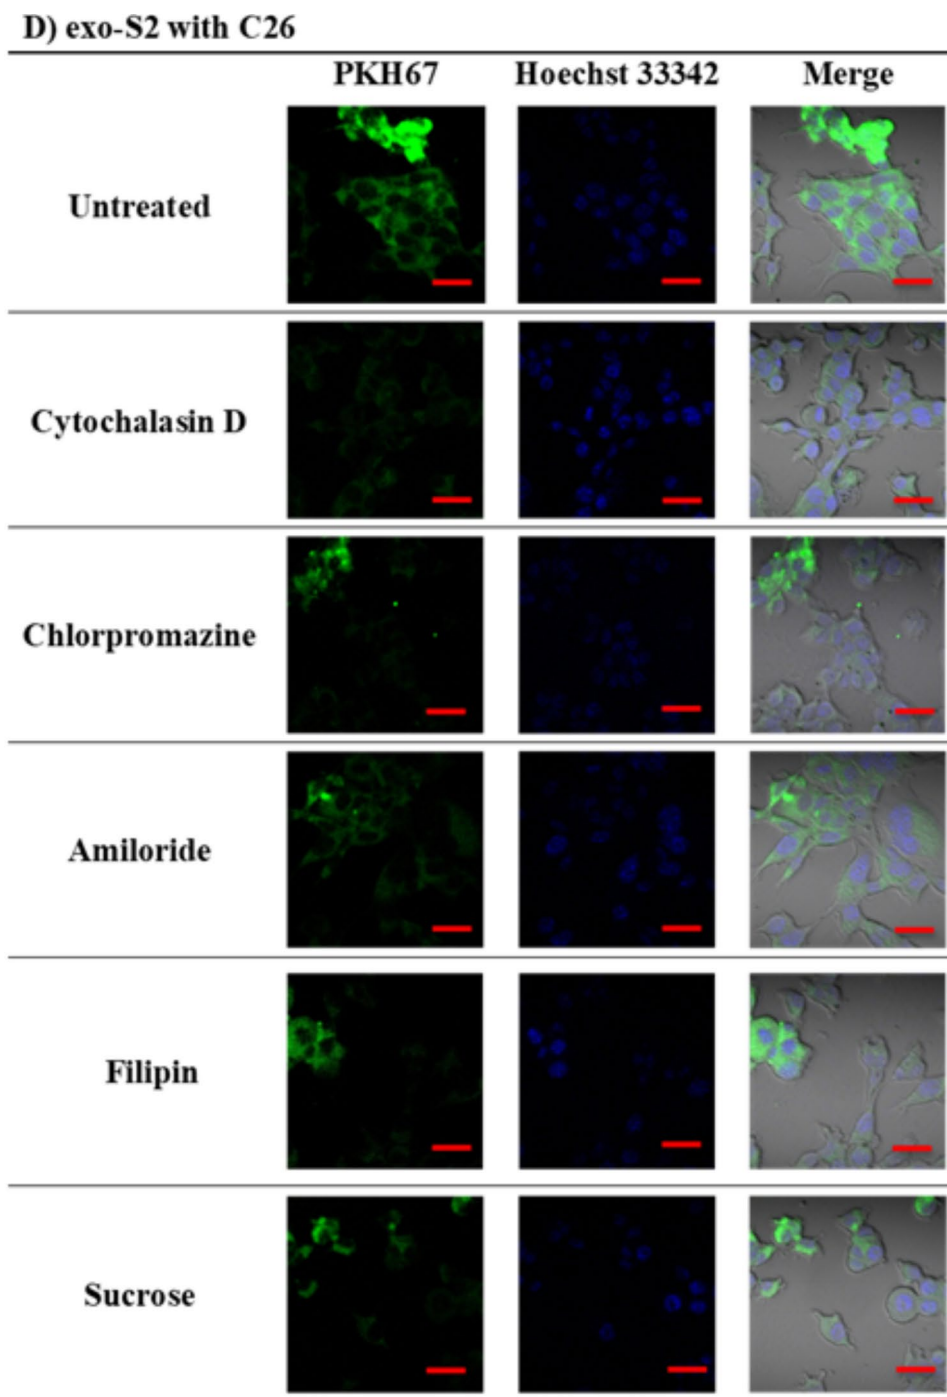 D) exo-S2 with C26
PKH67 Hoechst 33342 Merge
Untreated
Cytochalasin D
Chlorpromazine
Amiloride
Filipin
Sucrose